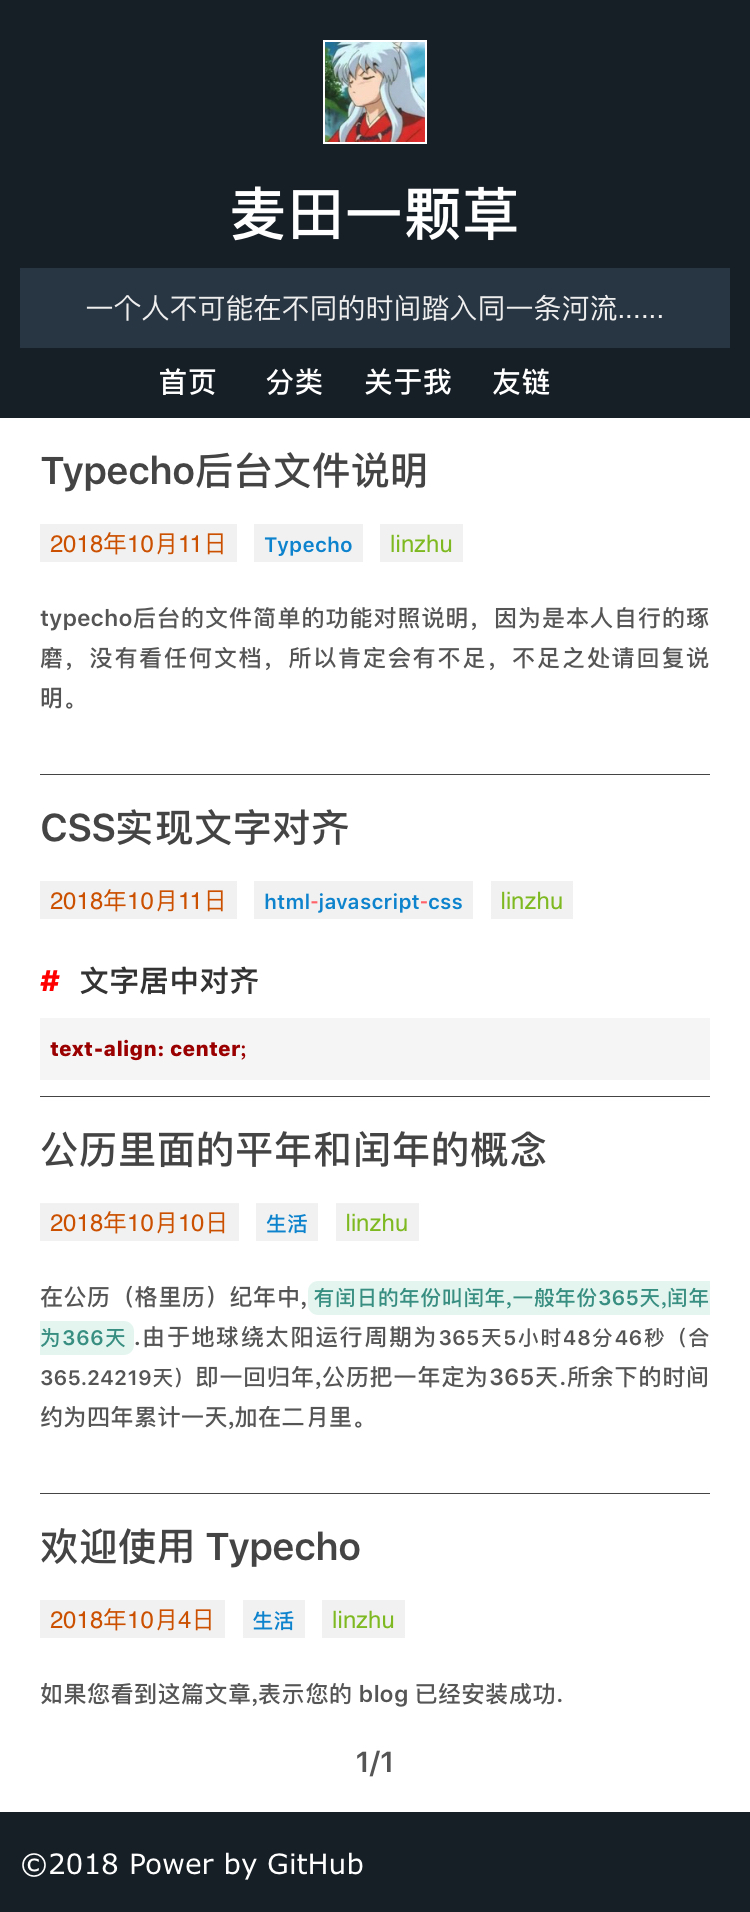 麦田一颗草
一个人不可能在不同的时间踏入同一条河流......
首页 分类 关于我 友链
Typecho后台文件说明
2018年10月11日 Typecho linzhu
typecho后台的文件简单的功能对照说明，因为是本人自行的琢
磨，没有看任何文档，所以肯定会有不足，不足之处请回复说
明。
CSS实现文字对齐
2018年10月11日 html-javascript-css linzhu
# 文字居中对齐
text-align: center;
公历里面的平年和闰年的概念
2018年10月10日 生活 linzhu
在公历（格里历）纪年中,有闰日的年份叫闰年,一般年份365天,闰年
为366天.由于地球绕太阳运行周期为365天5小时48分46秒（合
365.24219天）即一回归年,公历把一年定为365天.所余下的时间
约为四年累计一天,加在二月里。
欢迎使用 Typecho
2018年10月4日 生活 linzhu
如果您看到这篇文章,表示您的 blog 已经安装成功.
1/1
©2018 Power by GitHub